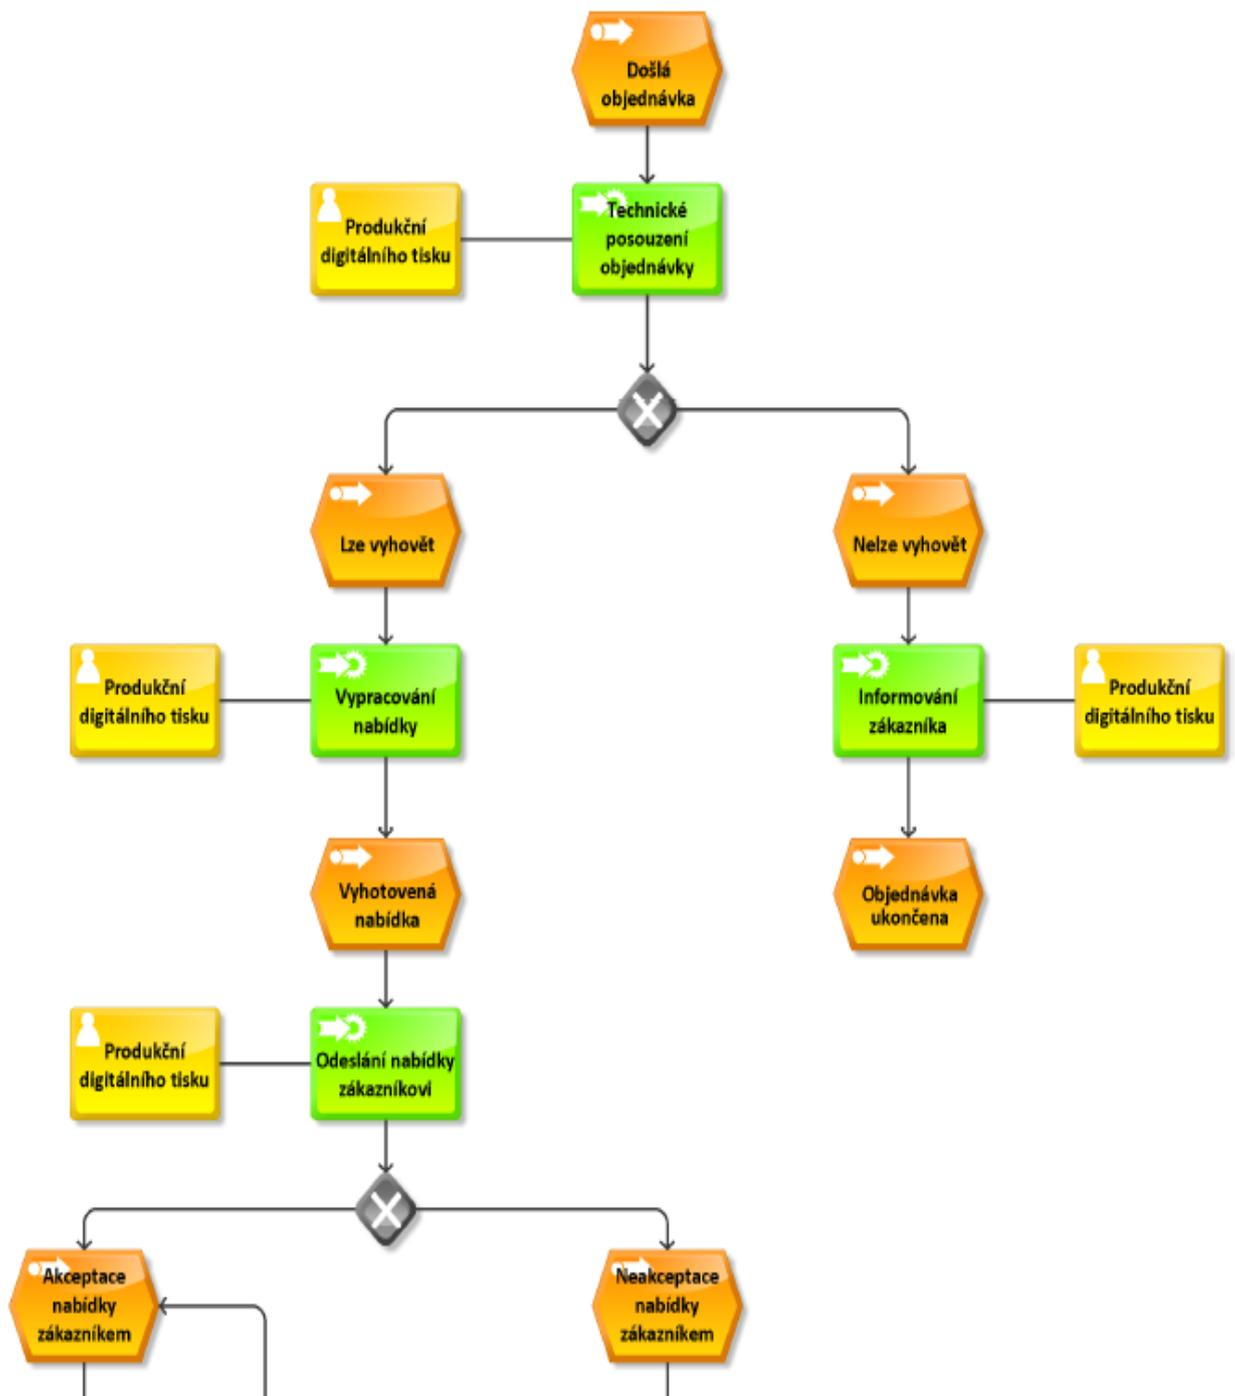 Došlá
objednávka
Produkční
digitálního tisku
Technické
posouzení
objednávky
Lze vyhovět
Nelze vyhovět
Produkční
digitálního tisku
Vypracování
nabídky
Informování
zákazníka
Produkční
digitálního tisku
Vyhotovená
nabídka
Objednávka
ukončena
Produkční
digitálního tisku
Odeslání nabídky
zákazníkovi
Akceptace
nabídky
zákazníkem
Neakceptace
nabídky
zákazníkem